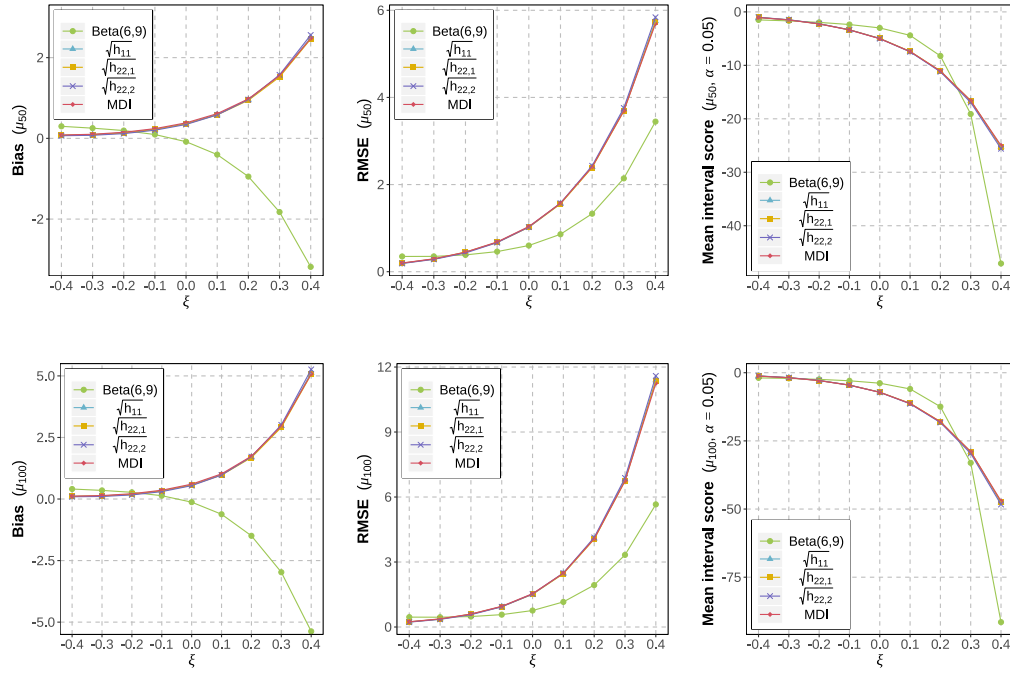 Bias (μ50)
2
0
-2
-0.4 -0.3 -0.2 -0.1 0.0 0.1 0.2 0.3 0.4
ξ
Beta(6,9)
√h11
√h22,1
√h22,2
MDI
RMSE (μ50)
6
4
2
0
-0.4 -0.3 -0.2 -0.1 0.0 0.1 0.2 0.3 0.4
ξ
Beta(6,9)
√h11
√h22,1
√h22,2
MDI
Mean interval score (μ50, α = 0.05)
0
-10
-20
-30
-40
-0.4 -0.3 -0.2 -0.1 0.0 0.1 0.2 0.3 0.4
ξ
Beta(6,9)
√h11
√h22,1
√h22,2
MDI
Bias (μ100)
5.0
2.5
0.0
-2.5
-5.0
-0.4 -0.3 -0.2 -0.1 0.0 0.1 0.2 0.3 0.4
ξ
Beta(6,9)
√h11
√h22,1
√h22,2
MDI
RMSE (μ100)
12
9
6
3
0
-0.4 -0.3 -0.2 -0.1 0.0 0.1 0.2 0.3 0.4
ξ
Beta(6,9)
√h11
√h22,1
√h22,2
MDI
Mean interval score (μ100, α = 0.05)
0
-25
-50
-75
-0.4 -0.3 -0.2 -0.1 0.0 0.1 0.2 0.3 0.4
ξ
Beta(6,9)
√h11
√h22,1
√h22,2
MDI